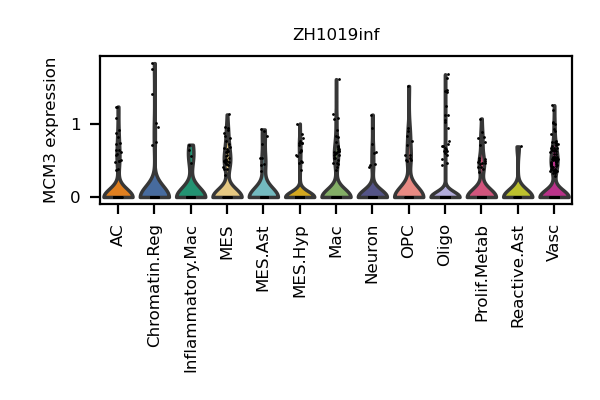 ZH1019inf
MCM3 expression
1
0
AC
Chromatin.Reg
Inflammatory.Mac
MES
MES.Ast
MES.Hyp
Mac
Neuron
OPC
Oligo
Prolif.Metab
Reactive.Ast
Vasc